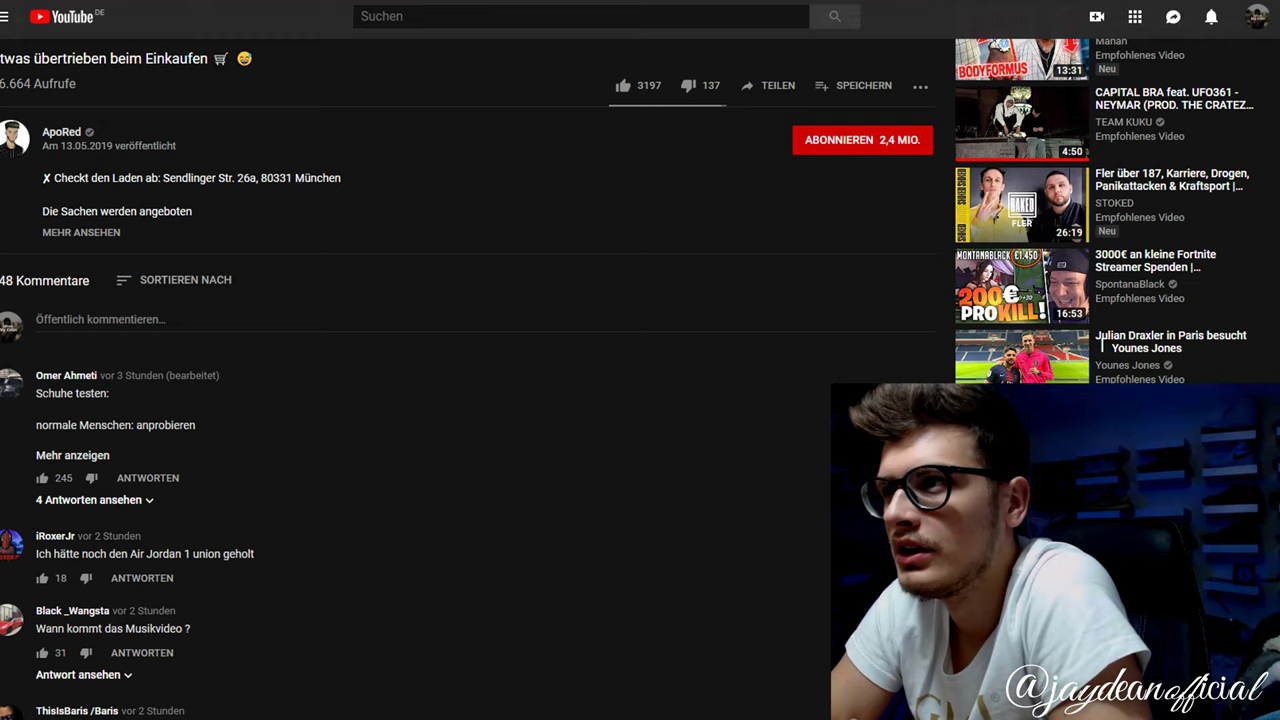 YouTube DE
Suchen
twas übertrieben beim Einkaufen 🛒 😅
6.664 Aufrufe
3197
137
TEILEN
SPEICHERN
ApoRed
Am 13.05.2019 veröffentlicht
ABONNIEREN 2,4 MIO.
✗ Checkt den Laden ab: Sendlinger Str. 26a, 80331 München
Die Sachen werden angeboten
MEHR ANSEHEN
48 Kommentare
SORTIEREN NACH
Öffentlich kommentieren...
Omer Ahmeti vor 3 Stunden (bearbeitet)
Schuhe testen:
normale Menschen: anprobieren
Mehr anzeigen
245
ANTWORTEN
4 Antworten ansehen
iRoxerJr vor 2 Stunden
Ich hätte noch den Air Jordan 1 union geholt
18
ANTWORTEN
Black _Wangsta vor 2 Stunden
Wann kommt das Musikvideo ?
31
ANTWORTEN
Antwort ansehen
ThisIsBaris /Baris vor 2 Stunden
BODYFORMUS
13:31
Manan
Empfohlenes Video
Neu
4:50
CAPITAL BRA feat. UFO361 -
NEYMAR (PROD. THE CRATEZ...
TEAM KUKU
Empfohlenes Video
BAKED
FLER
26:19
Fler über 187, Karriere, Drogen,
Panikattacken & Kraftsport |...
STOKED
Empfohlenes Video
Neu
MONTANABLACK €1.450
200€
+30
PRO KILL!
16:53
3000€ an kleine Fortnite
Streamer Spenden |...
SpontanaBlack
Empfohlenes Video
Julian Draxler in Paris besucht
| Younes Jones
Younes Jones
Empfohlenes Video
@jaydeanofficial